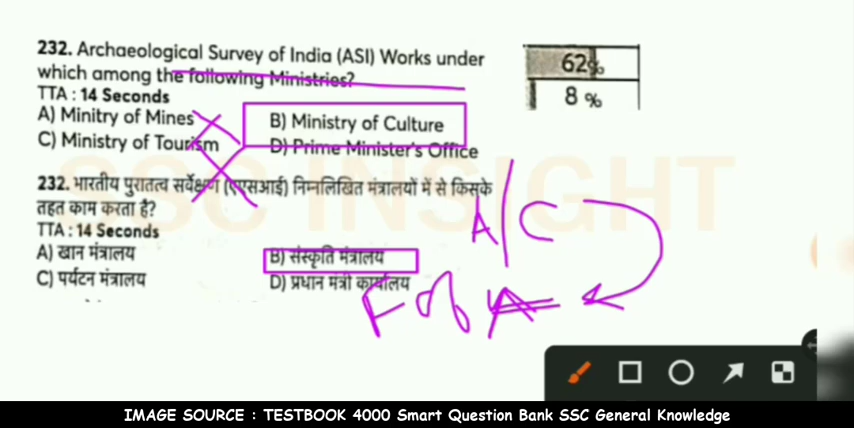 232. Archaeological Survey of India (ASI) Works under
which among the following Ministries?
TTA : 14 Seconds
A) Minitry of Mines
B) Ministry of Culture
C) Ministry of Tourism
D) Prime Minister's Office
62%
8 %
232. भारतीय पुरातत्व सर्वेक्षण (एएसआई) निम्नलिखित मंत्रालयों में से किसके
तहत काम करता है?
TTA : 14 Seconds
A) खान मंत्रालय
B) संस्कृति मंत्रालय
C) पर्यटन मंत्रालय
D) प्रधान मंत्री कार्यालय
A/C
SSC INSIGHT
IMAGE SOURCE : TESTBOOK 4000 Smart Question Bank SSC General Knowledge